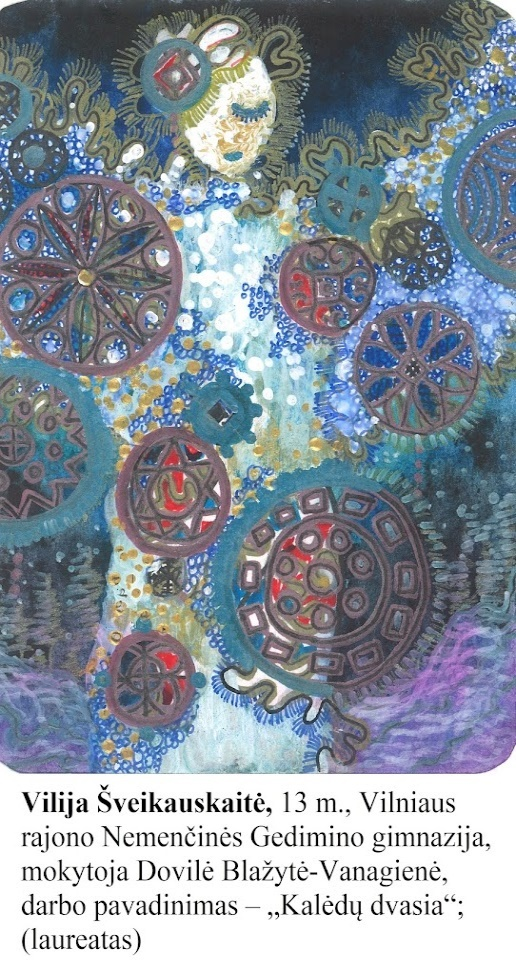 Vilija Šveikauskaitė, 13 m., Vilniaus
rajono Nemenčinės Gedimino gimnazija,
mokytoja Dovilė Blažytė-Vanagienė,
darbo pavadinimas – „Kalėdų dvasia“;
(laureatas)